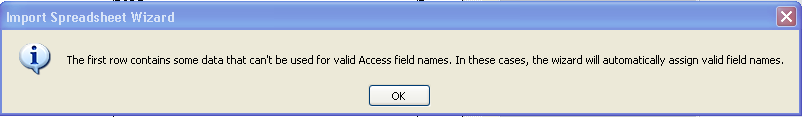 Import Spreadsheet Wizard
The first row contains some data that can't be used for valid Access field names. In these cases, the wizard will automatically assign valid field names.
OK